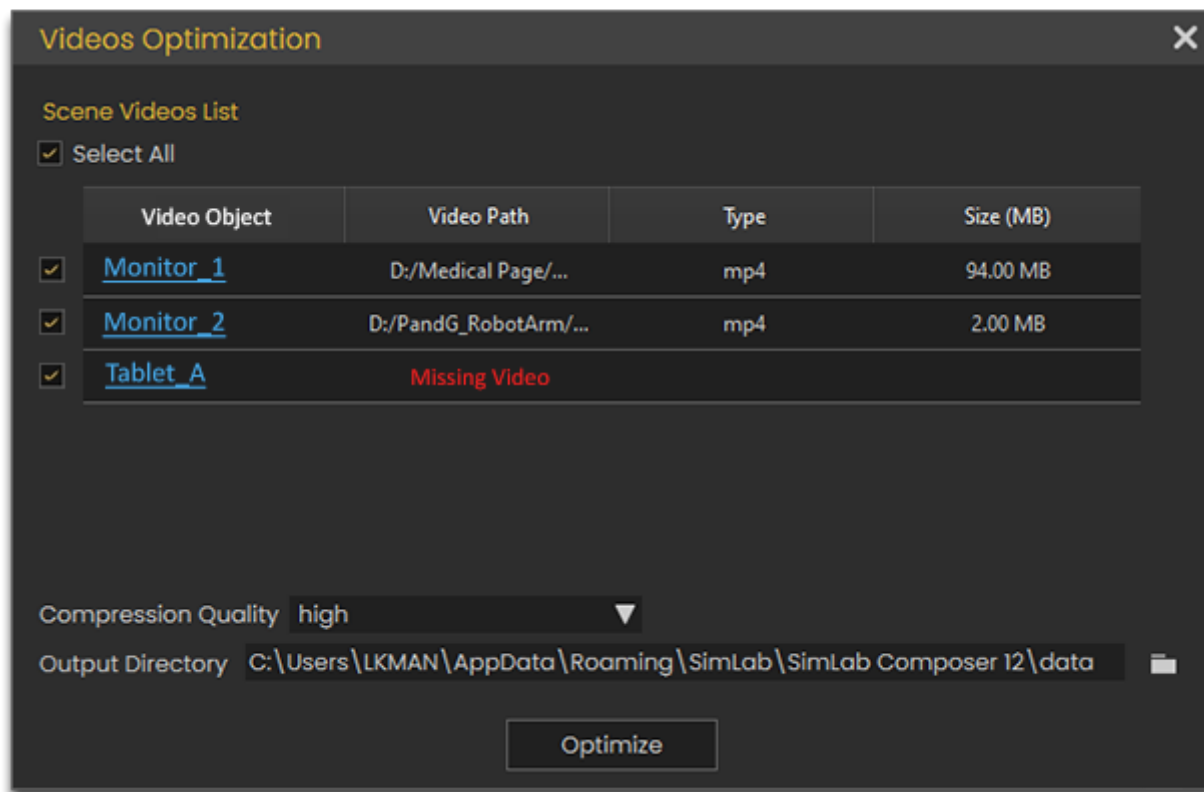 Videos Optimization
Scene Videos List
Select All
Video Object Video Path Type Size (MB)
Monitor_1 D:/Medical Page/... mp4 94.00 MB
Monitor_2 D:/PandG_RobotArm/... mp4 2.00 MB
Tablet_A Missing Video
Compression Quality high
Output Directory C:\Users\LKMAN\AppData\Roaming\SimLab\SimLab Composer 12\data
Optimize